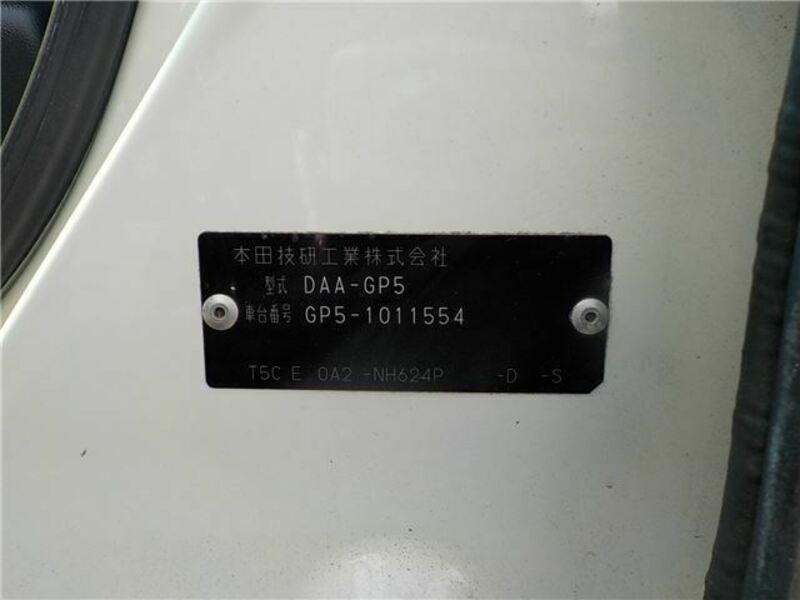 本田技研工業株式会社
型式 DAA-GP5
車台番号 GP5-1011554
T5C E 0A2 -NH624P -D -S